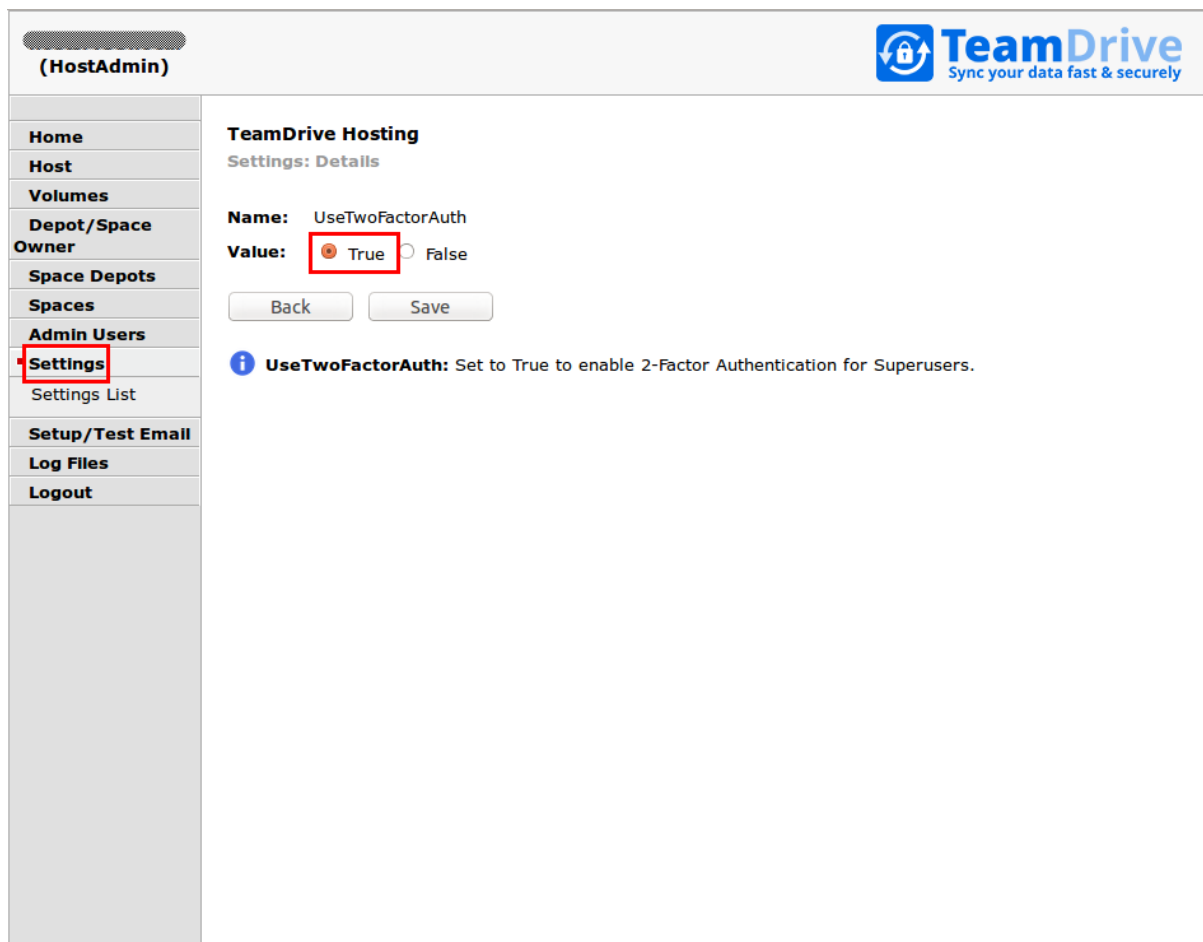 (HostAdmin)
TeamDrive
Sync your data fast & securely
Home
Host
Volumes
Depot/Space
Owner
Space Depots
Spaces
Admin Users
Settings
Settings List
Setup/Test Email
Log Files
Logout
TeamDrive Hosting
Settings: Details
Name: UseTwoFactorAuth
Value: True False
Back Save
UseTwoFactorAuth: Set to True to enable 2-Factor Authentication for Superusers.